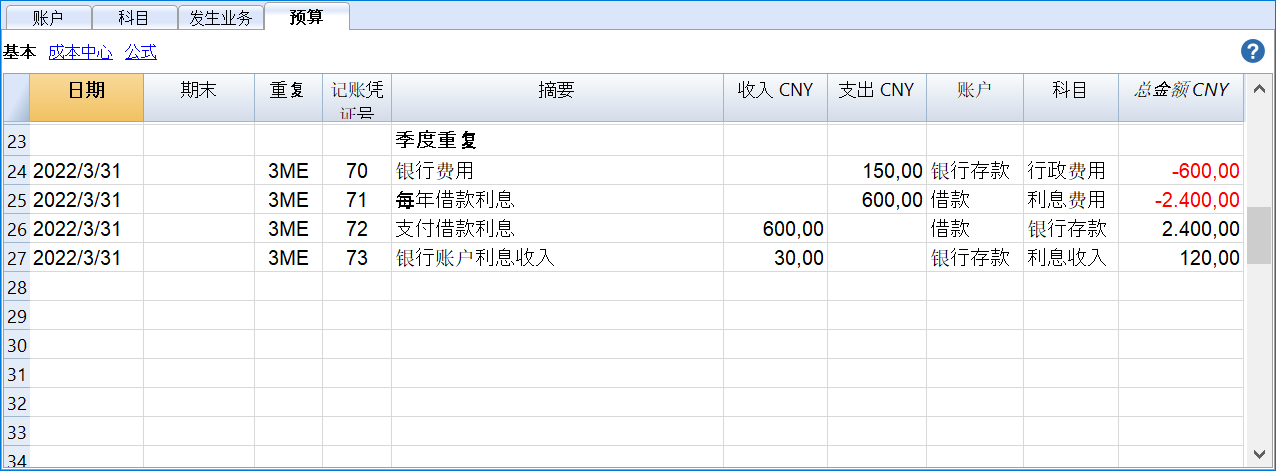 账户 科目 发生业务 预算
基本 成本中心 公式 ?
日期 期末 重复 记账凭证号 摘要 收入 CNY 支出 CNY 账户 科目 总金额 CNY
23 季度重复
24 2022/3/31 3ME 70 银行费用 150,00 银行存款 行政费用 -600,00
25 2022/3/31 3ME 71 每年借款利息 600,00 借款 利息费用 -2.400,00
26 2022/3/31 3ME 72 支付借款利息 600,00 借款 银行存款 2.400,00
27 2022/3/31 3ME 73 银行账户利息收入 30,00 银行存款 利息收入 120,00
28
29
30
31
32
33
34